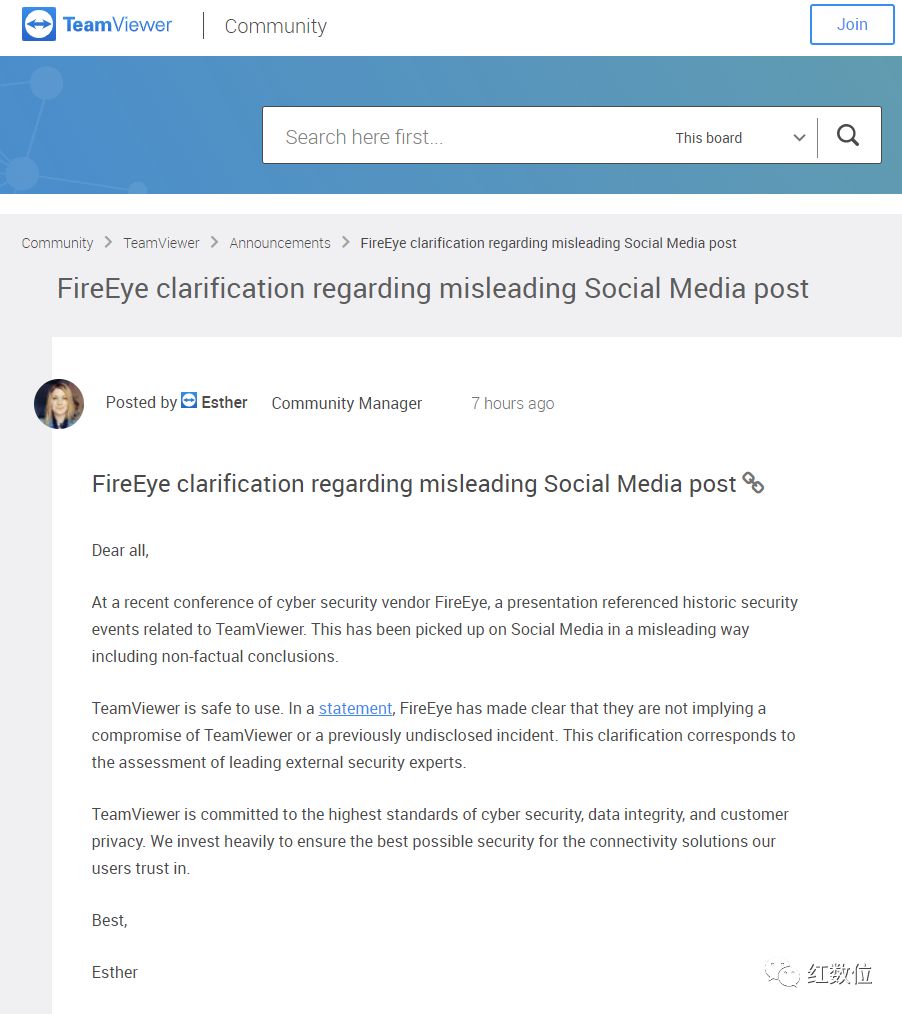 TeamViewer Community Join
Search here first... This board
Community TeamViewer Announcements FireEye clarification regarding misleading Social Media post
FireEye clarification regarding misleading Social Media post
Posted by Esther Community Manager 7 hours ago
FireEye clarification regarding misleading Social Media post
Dear all,
At a recent conference of cyber security vendor FireEye, a presentation referenced historic security
events related to TeamViewer. This has been picked up on Social Media in a misleading way
including non-factual conclusions.
TeamViewer is safe to use. In a statement, FireEye has made clear that they are not implying a
compromise of TeamViewer or a previously undisclosed incident. This clarification corresponds to
the assessment of leading external security experts.
TeamViewer is committed to the highest standards of cyber security, data integrity, and customer
privacy. We invest heavily to ensure the best possible security for the connectivity solutions our
users trust in.
Best,
Esther
红数位